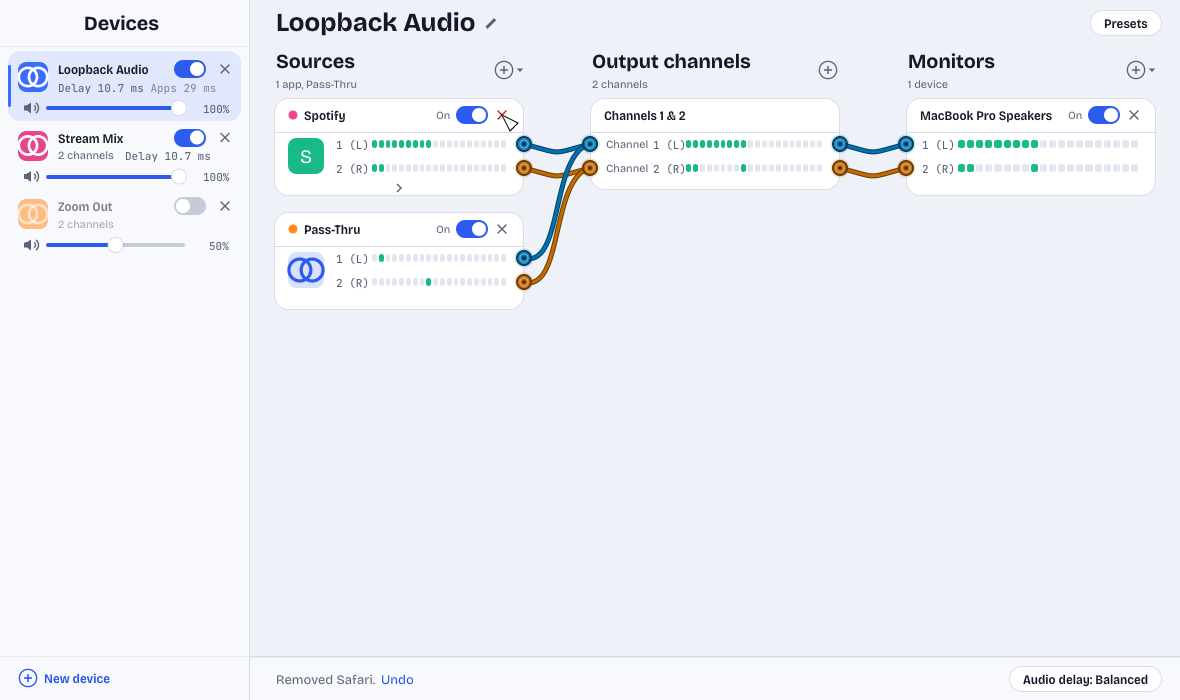 Devices
Loopback Audio
Delay 10.7 ms Apps 29 ms
100%
Stream Mix
2 channels Delay 10.7 ms
100%
Zoom Out
2 channels
50%
New device
Loopback Audio
Presets
Sources
1 app, Pass-Thru
Output channels
2 channels
Monitors
1 device
Spotify On
S
1 (L)
2 (R)
Pass-Thru On
1 (L)
2 (R)
Channels 1 & 2
Channel 1 (L)
Channel 2 (R)
MacBook Pro Speakers On
1 (L)
2 (R)
Removed Safari. Undo
Audio delay: Balanced